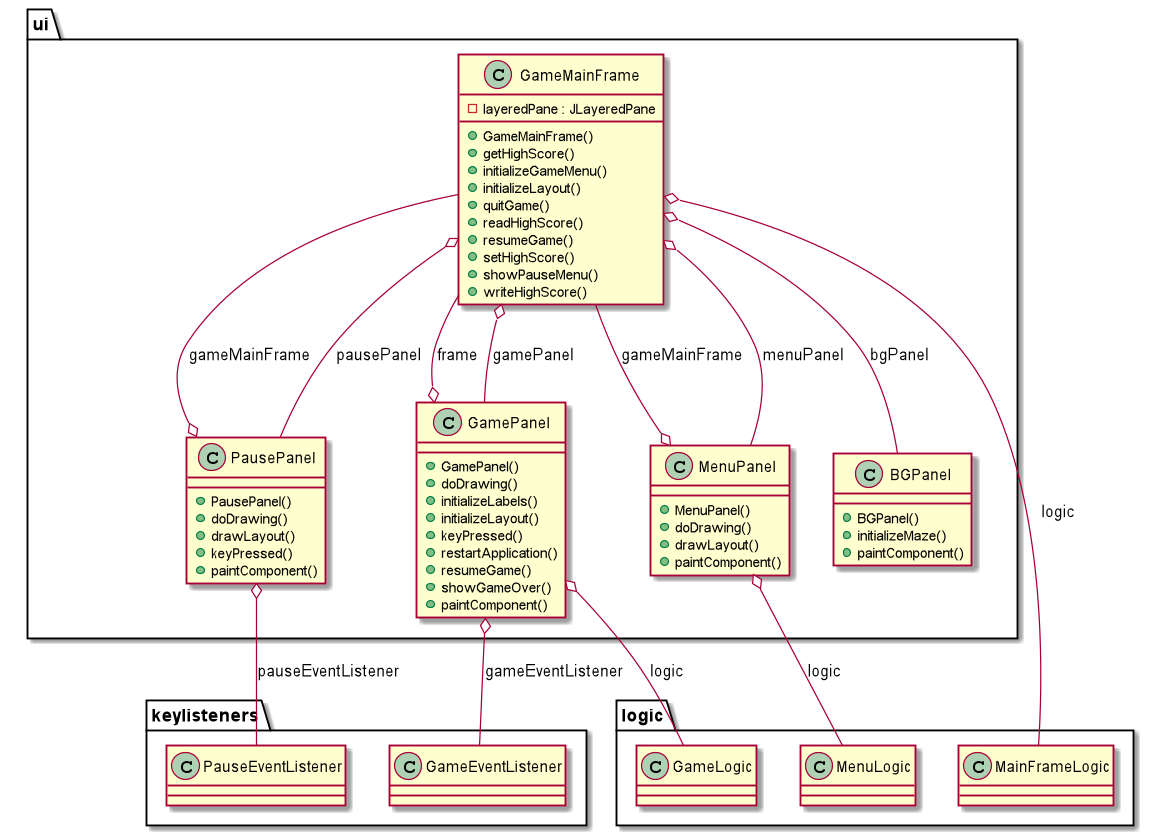 ui
C GameMainFrame
layeredPane : JLayeredPane
GameMainFrame()
getHighScore()
initializeGameMenu()
initializeLayout()
quitGame()
readHighScore()
resumeGame()
setHighScore()
showPauseMenu()
writeHighScore()
gameMainFrame
pausePanel
frame
gamePanel
gameMainFrame
menuPanel
bgPanel
logic
C PausePanel
PausePanel()
doDrawing()
drawLayout()
keyPressed()
paintComponent()
C GamePanel
GamePanel()
doDrawing()
initializeLabels()
initializeLayout()
keyPressed()
restartApplication()
resumeGame()
showGameOver()
paintComponent()
C MenuPanel
MenuPanel()
doDrawing()
drawLayout()
paintComponent()
C BGPanel
BGPanel()
initializeMaze()
paintComponent()
pauseEventListener
gameEventListener
logic
logic
keylisteners
C PauseEventListener
C GameEventListener
logic
C GameLogic
C MenuLogic
C MainFrameLogic